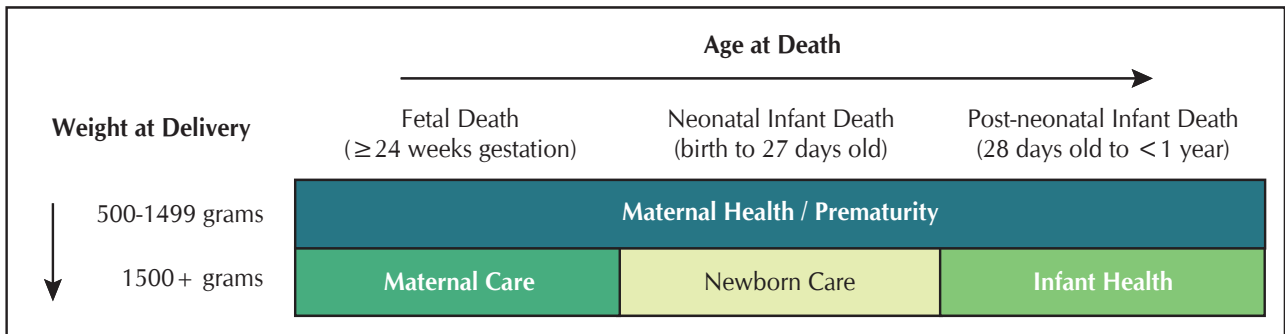 Age at Death
Weight at Delivery
Fetal Death
(≥24 weeks gestation)
Neonatal Infant Death
(birth to 27 days old)
Post-neonatal Infant Death
(28 days old to <1 year)
500-1499 grams
Maternal Health / Prematurity
1500+ grams
Maternal Care
Newborn Care
Infant Health